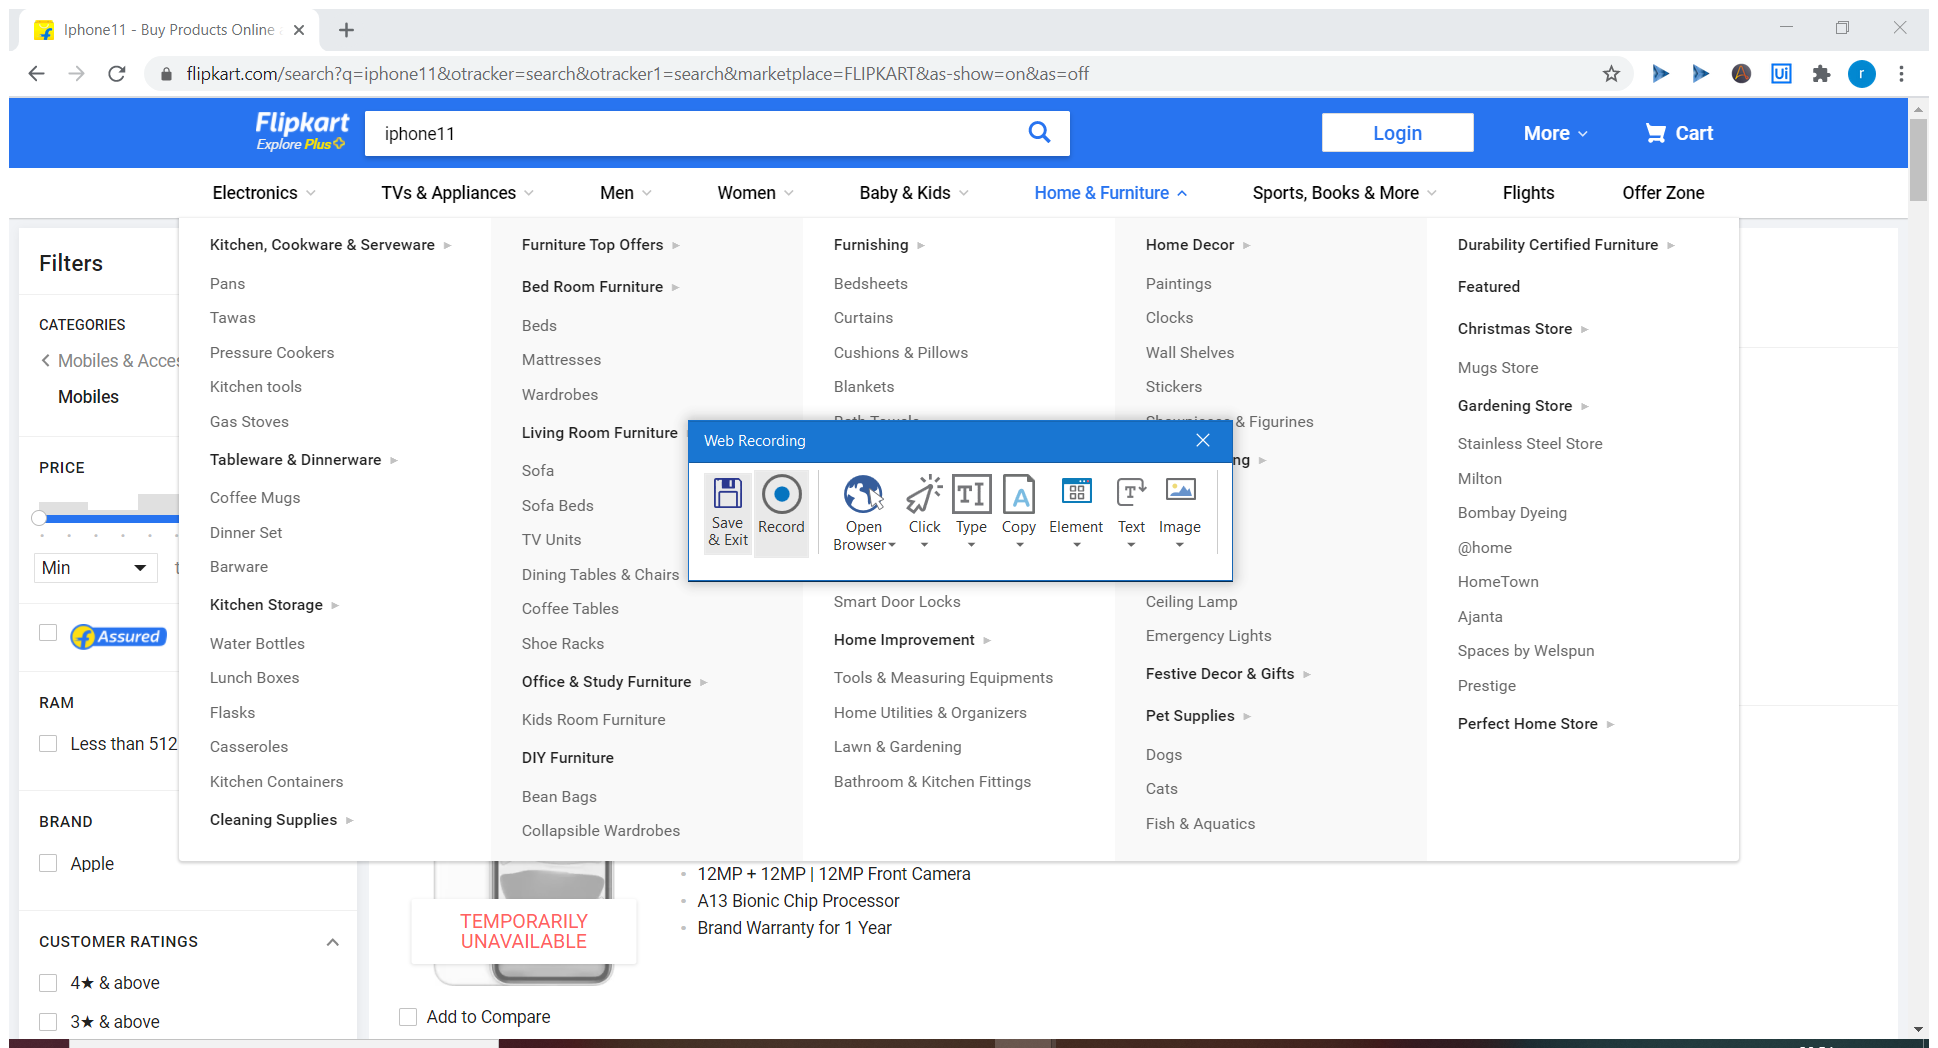 Iphone11 - Buy Products Online
flipkart.com/search?q=iphone11&otracker=search&otracker1=search&marketplace=FLIPKART&as-show=on&as=off
Ui
r
Flipkart
Explore Plus
iphone11
Login
More
Cart
Electronics
TVs & Appliances
Men
Women
Baby & Kids
Home & Furniture
Sports, Books & More
Flights
Offer Zone
Filters
CATEGORIES
Mobiles & Acces
Mobiles
PRICE
Min
Assured
RAM
Less than 512
BRAND
Apple
CUSTOMER RATINGS
4★ & above
3★ & above
Kitchen, Cookware & Serveware
Pans
Tawas
Pressure Cookers
Kitchen tools
Gas Stoves
Tableware & Dinnerware
Coffee Mugs
Dinner Set
Barware
Kitchen Storage
Water Bottles
Lunch Boxes
Flasks
Casseroles
Kitchen Containers
Cleaning Supplies
Furniture Top Offers
Bed Room Furniture
Beds
Mattresses
Wardrobes
Living Room Furniture
Sofa
Sofa Beds
TV Units
Dining Tables & Chairs
Coffee Tables
Shoe Racks
Office & Study Furniture
Kids Room Furniture
DIY Furniture
Bean Bags
Collapsible Wardrobes
Furnishing
Bedsheets
Curtains
Cushions & Pillows
Blankets
Smart Door Locks
Home Improvement
Tools & Measuring Equipments
Home Utilities & Organizers
Lawn & Gardening
Bathroom & Kitchen Fittings
Home Decor
Paintings
Clocks
Wall Shelves
Stickers
& Figurines
ng
Ceiling Lamp
Emergency Lights
Festive Decor & Gifts
Pet Supplies
Dogs
Cats
Fish & Aquatics
Durability Certified Furniture
Featured
Christmas Store
Mugs Store
Gardening Store
Stainless Steel Store
Milton
Bombay Dyeing
@home
HomeTown
Ajanta
Spaces by Welspun
Prestige
Perfect Home Store
Web Recording
Save
& Exit
Record
Open
Browser
Click
Type
Copy
Element
Text
Image
12MP + 12MP | 12MP Front Camera
A13 Bionic Chip Processor
Brand Warranty for 1 Year
TEMPORARILY
UNAVAILABLE
Add to Compare